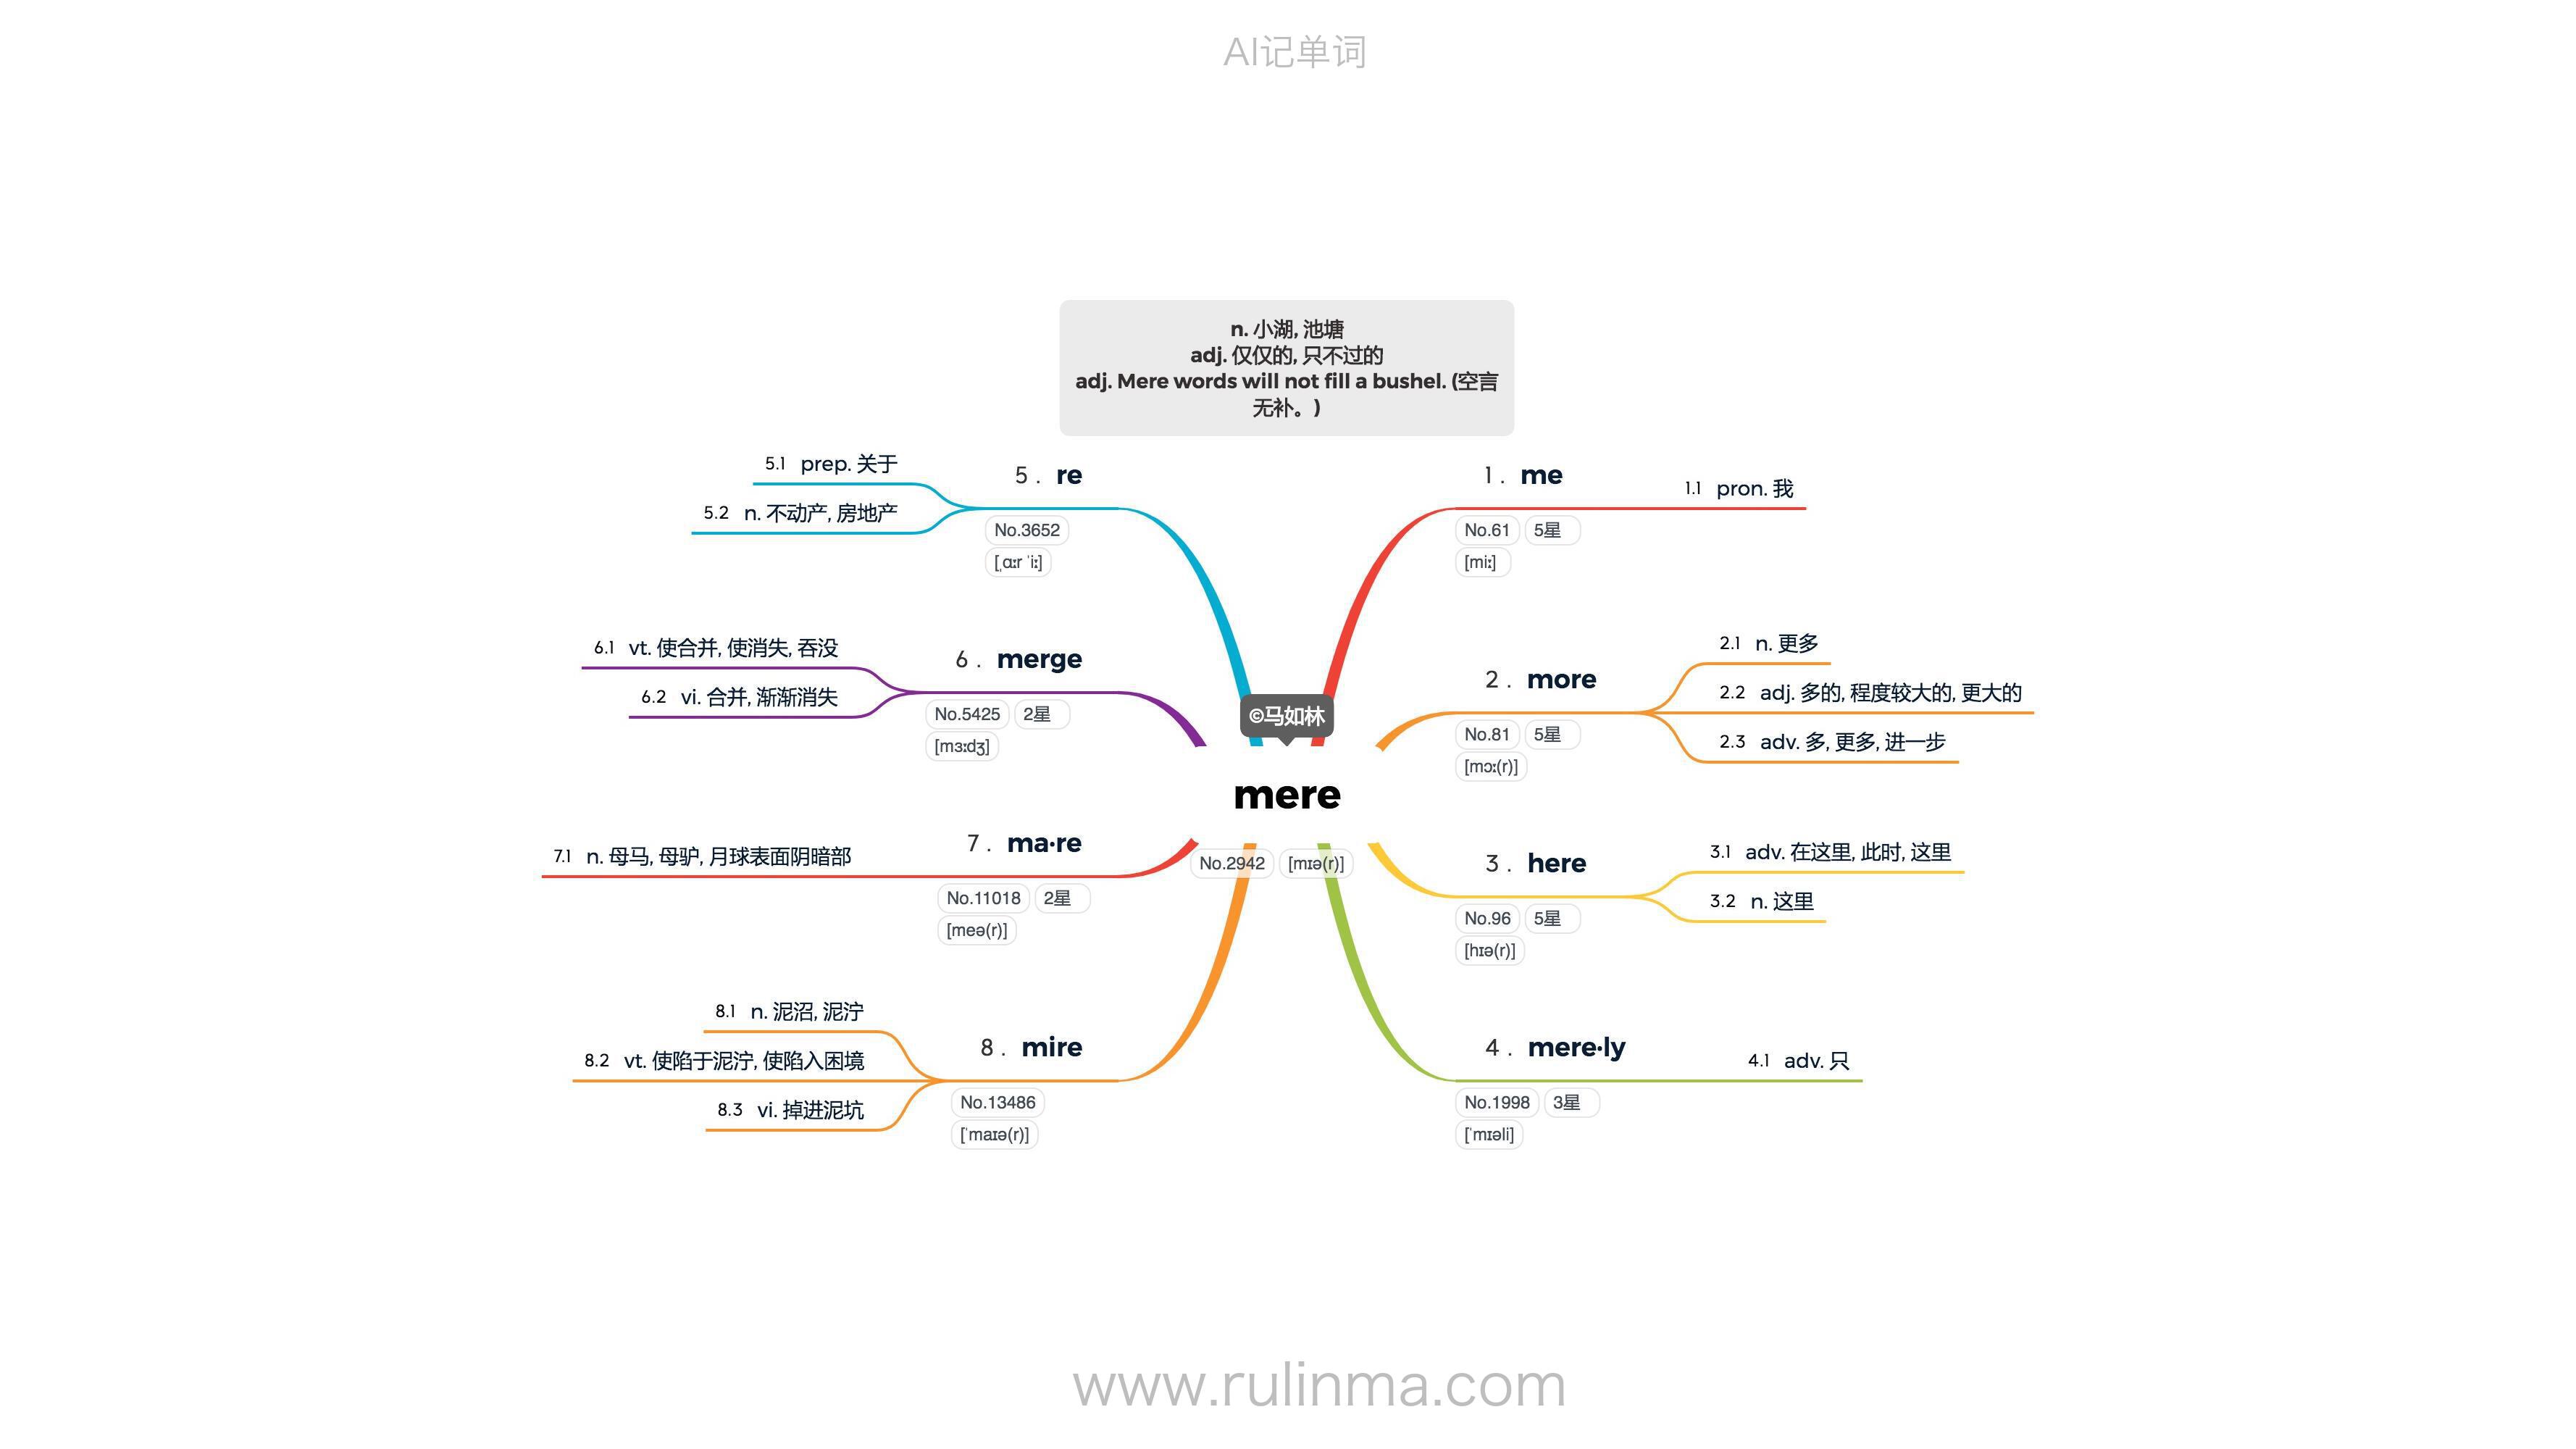 AI记单词
n. 小湖, 池塘
adj. 仅仅的, 只不过的
adj. Mere words will not fill a bushel. (空言
无补。)
©马如林
mere
No.2942 [mɪə(r)]
1 . me
No.61 5星
[miː]
1.1 pron. 我
2 . more
No.81 5星
[mɔː(r)]
2.1 n. 更多
2.2 adj. 多的, 程度较大的, 更大的
2.3 adv. 多, 更多, 进一步
3 . here
No.96 5星
[hɪə(r)]
3.1 adv. 在这里, 此时, 这里
3.2 n. 这里
4 . mere·ly
No.1998 3星
[ˈmɪəli]
4.1 adv. 只
5 . re
No.3652
[ˌɑːr ˈiː]
5.1 prep. 关于
5.2 n. 不动产, 房地产
6 . merge
No.5425 2星
[mɜːdʒ]
6.1 vt. 使合并, 使消失, 吞没
6.2 vi. 合并, 渐渐消失
7 . ma·re
No.11018 2星
[meə(r)]
7.1 n. 母马, 母驴, 月球表面阴暗部
8 . mire
No.13486
[ˈmaɪə(r)]
8.1 n. 泥沼, 泥泞
8.2 vt. 使陷于泥泞, 使陷入困境
8.3 vi. 掉进泥坑
www.rulinma.com